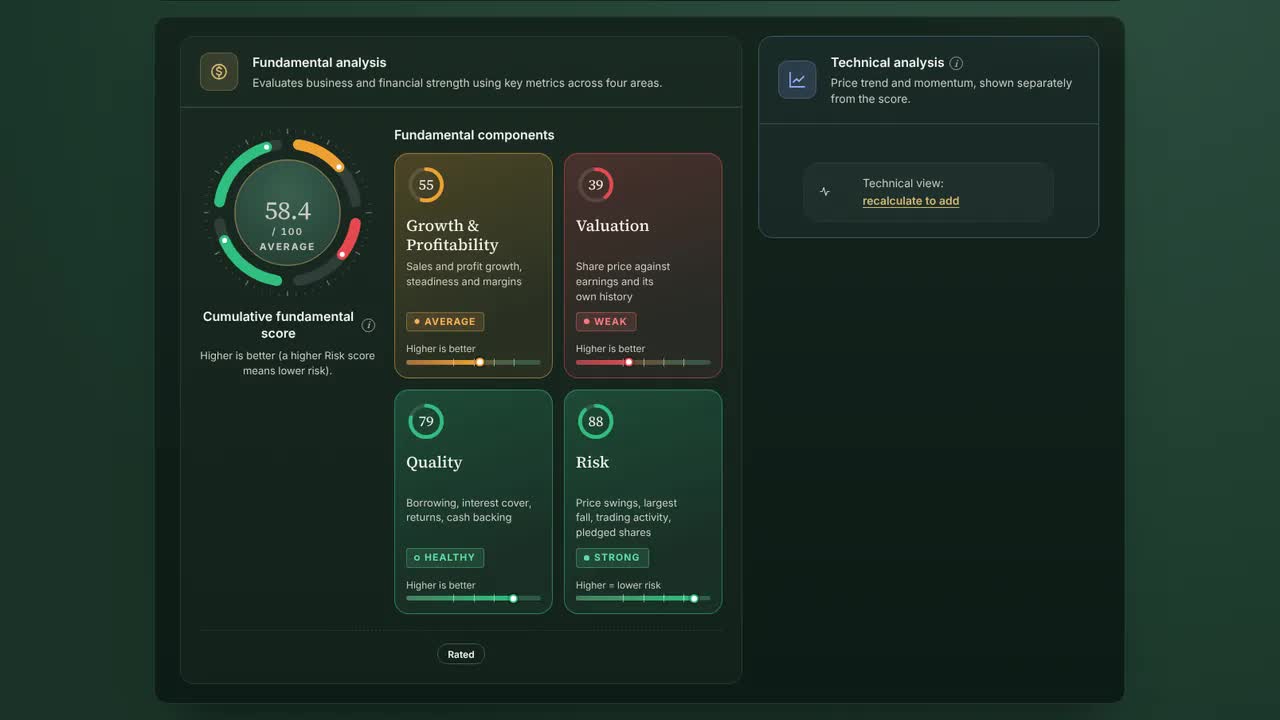 Fundamental analysis
Evaluates business and financial strength using key metrics across four areas.
58.4
/ 100
AVERAGE
Cumulative fundamental
score
Higher is better (a higher Risk score
means lower risk).
Fundamental components
55
Growth &
Profitability
Sales and profit growth,
steadiness and margins
AVERAGE
Higher is better
39
Valuation
Share price against
earnings and its
own history
WEAK
Higher is better
79
Quality
Borrowing, interest cover,
returns, cash backing
HEALTHY
Higher is better
88
Risk
Price swings, largest
fall, trading activity,
pledged shares
STRONG
Higher = lower risk
Rated
Technical analysis
Price trend and momentum, shown separately
from the score.
Technical view:
recalculate to add